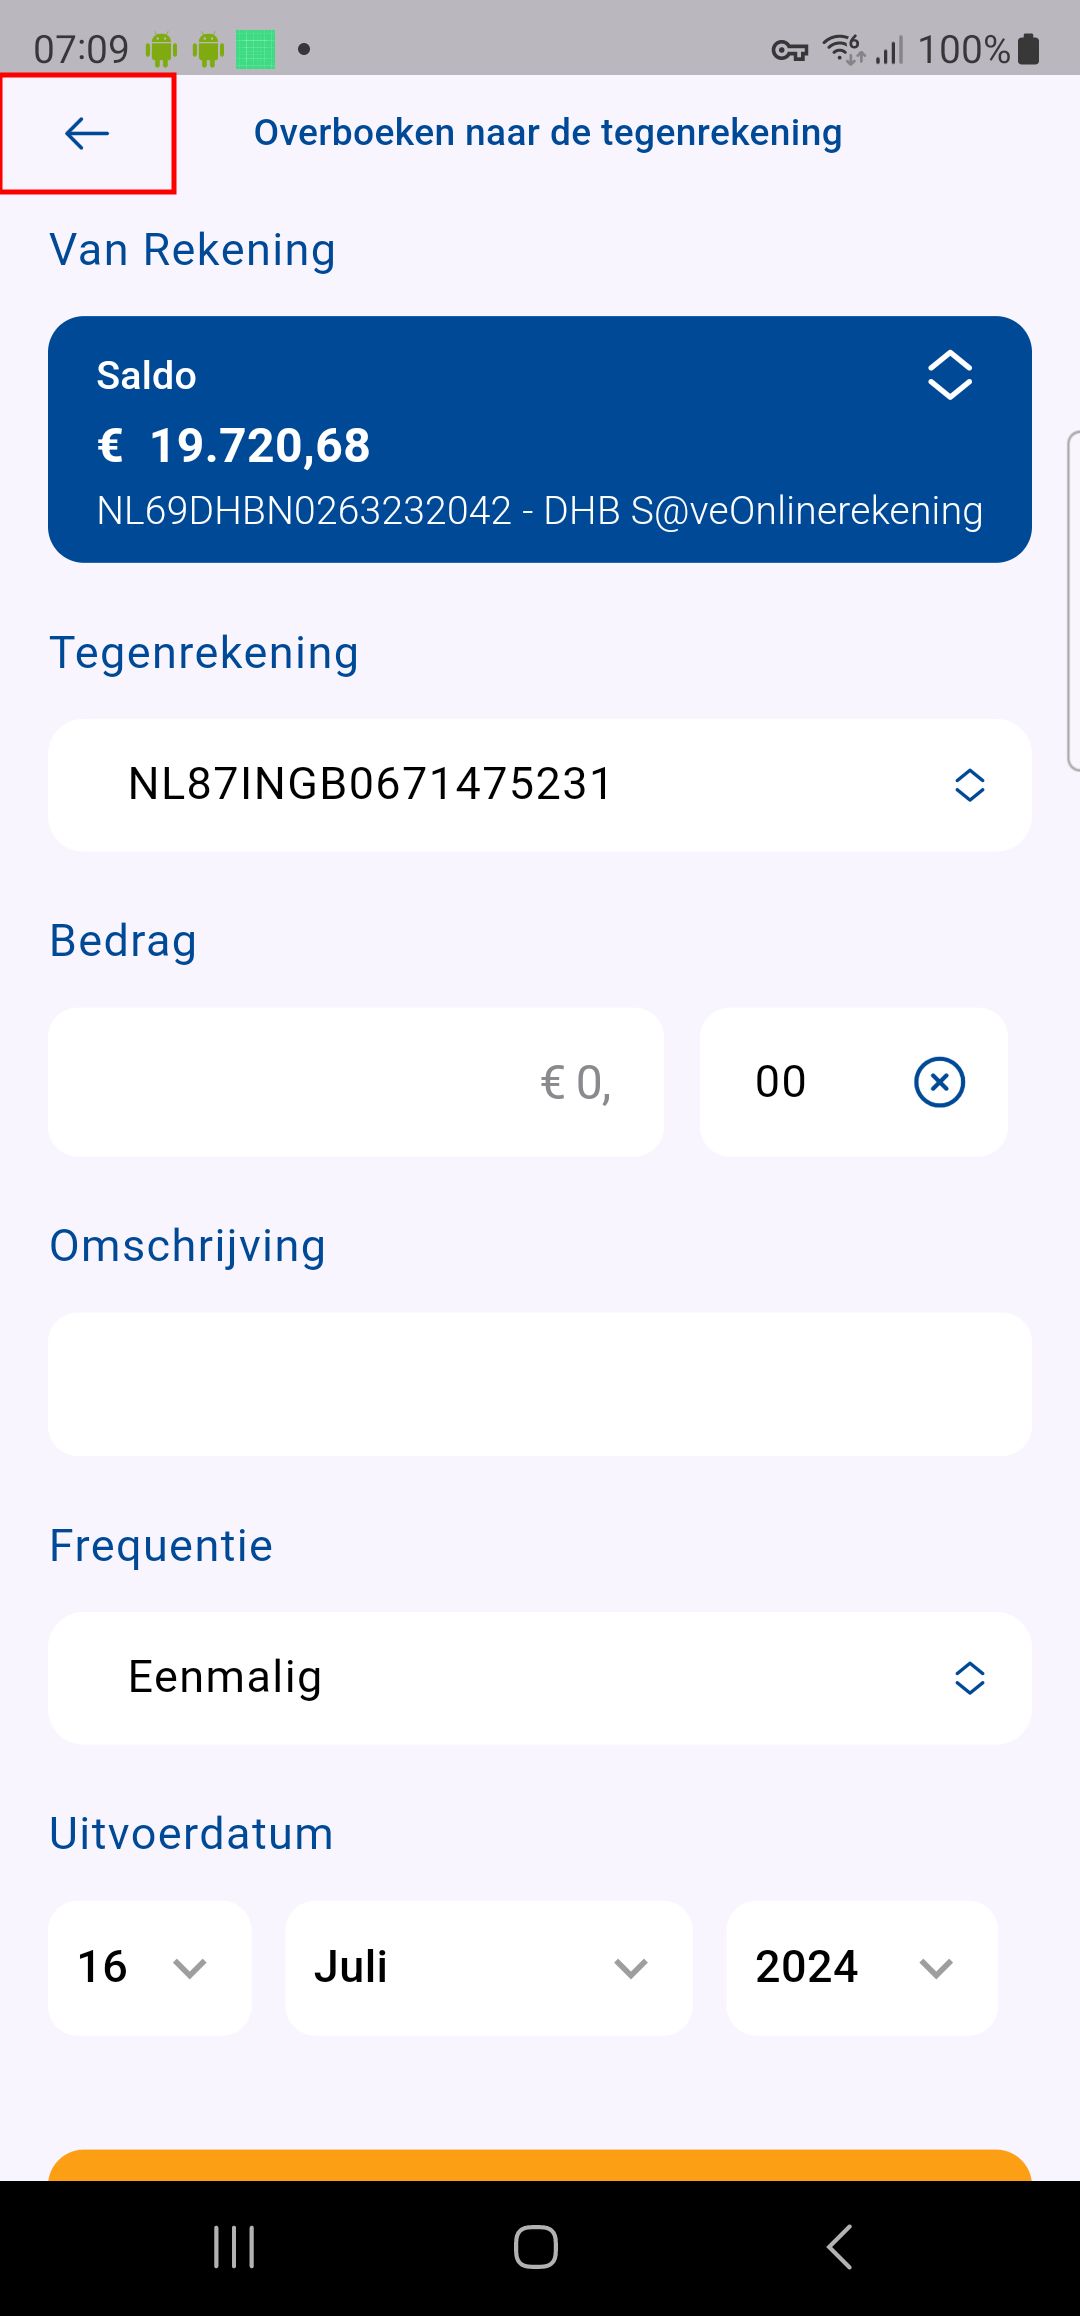 07:09
100%
Overboeken naar de tegenrekening
Van Rekening
Saldo
€ 19.720,68
NL69DHBN0263232042 - DHB S@veOnlinerekening
Tegenrekening
NL87INGB0671475231
Bedrag
€ 0,
00
Omschrijving
Frequentie
Eenmalig
Uitvoerdatum
16
Juli
2024